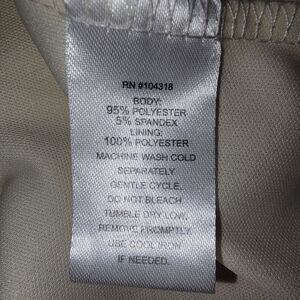 RN #104318
BODY:
95% POLYESTER
5% SPANDEX
LINING:
100% POLYESTER
MACHINE WASH COLD
SEPARATELY
GENTLE CYCLE.
DO NOT BLEACH
TUMBLE DRY LOW,
REMOVE PROMPTLY
USE COOL IRON
IF NEEDED.